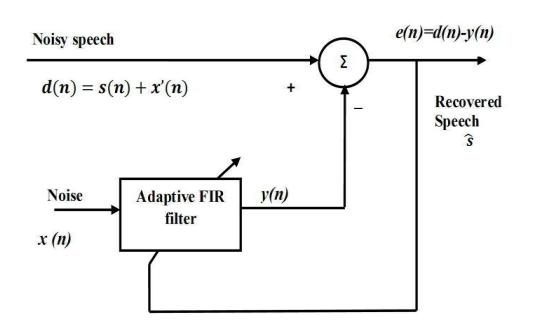 e(n)=d(n)-y(n)
Noisy speech
Σ
d(n) = s(n) + x'(n)
+
–
Recovered
Speech
ŝ
Noise
Adaptive FIR
filter
y(n)
x (n)